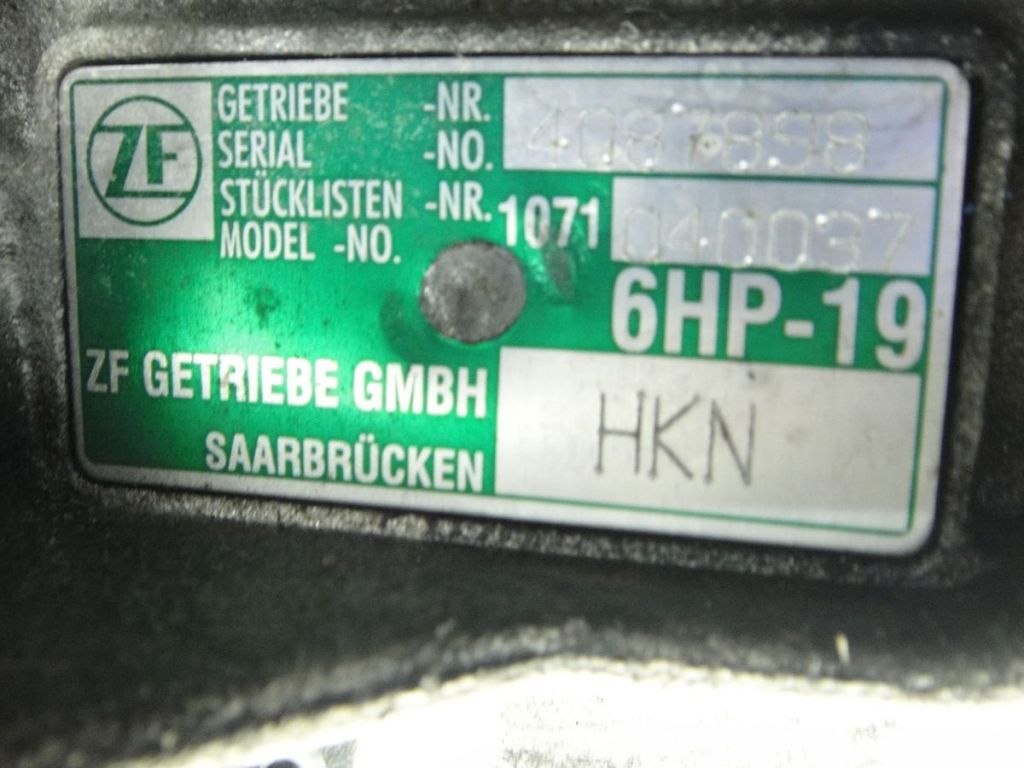 ZF
GETRIEBE -NR.
SERIAL -NO. 4087898
STÜCKLISTEN -NR.
MODEL -NO. 1071 040037
6HP-19
ZF GETRIEBE GMBH
SAARBRÜCKEN
HKN